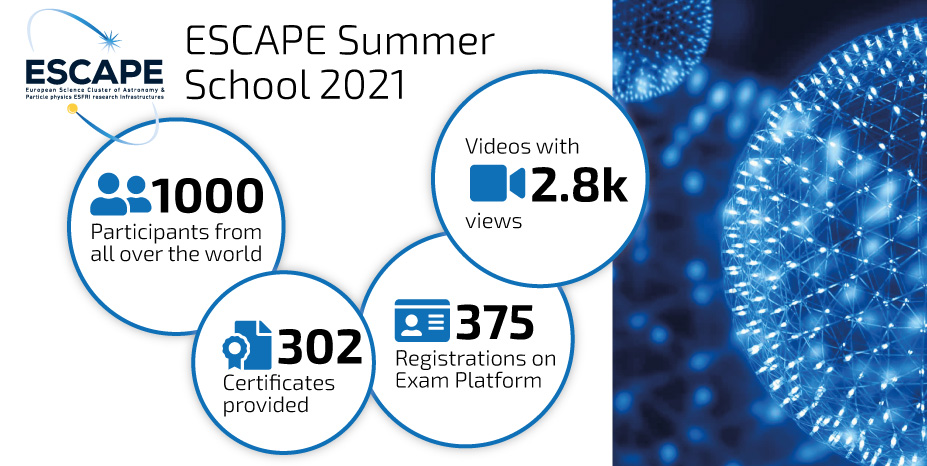 ESCAPE
European Science Cluster of Astronomy &
Particle physics ESFRI research Infrastructures
ESCAPE Summer
School 2021
1000
Participants from
all over the world
302
Certificates
provided
375
Registrations on
Exam Platform
Videos with
2.8k
views